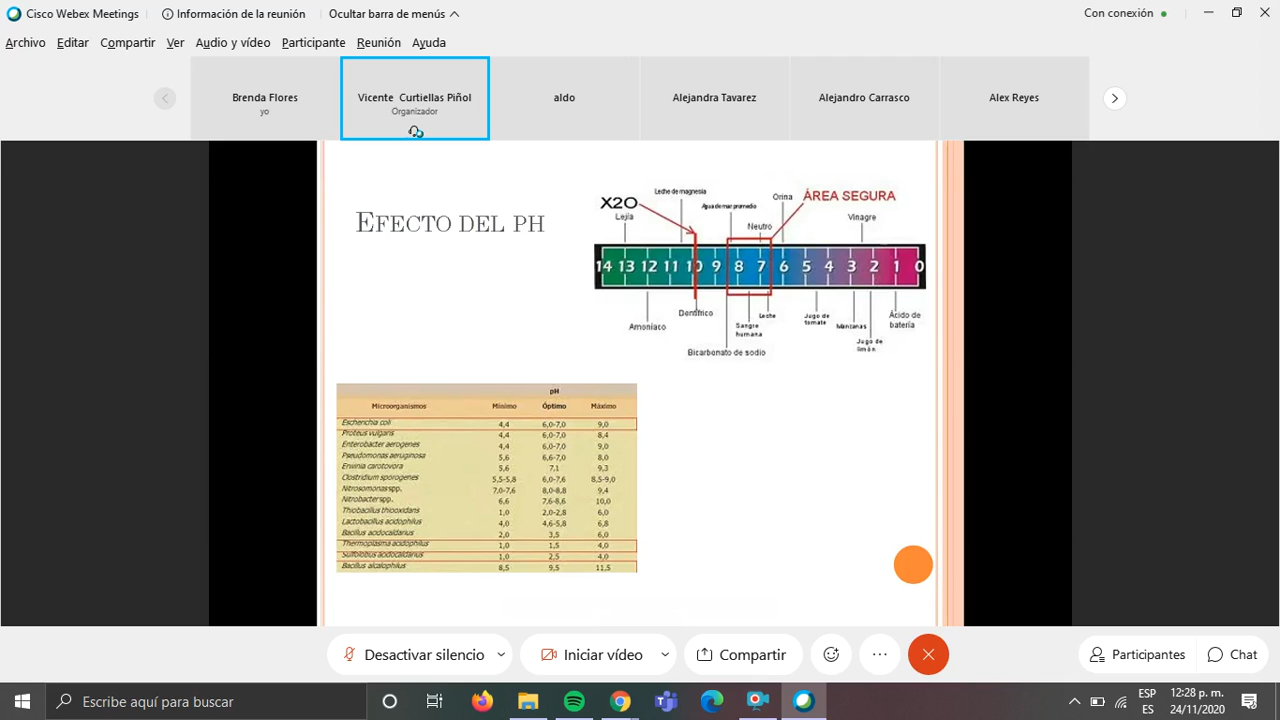 Cisco Webex Meetings
Información de la reunión
Ocultar barra de menús
Con conexión
Archivo Editar Compartir Ver Audio y vídeo Participante Reunión Ayuda
Brenda Flores
yo
Vicente Curtiellas Piñol
Organizador
aldo
Alejandra Tavarez
Alejandro Carrasco
Alex Reyes
EFECTO DEL PH
X2O
Lejía
Leche de magnesia
Agua de mar promedio
Neutro
Orina
ÁREA SEGURA
Vinagre
14 13 12 11 10 9 8 7 6 5 4 3 2 1 0
Amoníaco
Dentífrico
Bicarbonato de sodio
Sangre
humana
Leche
Jugo de
tomate
Manzanas
Jugo de
limón
Ácido de
batería
pH
Microorganismos Mínimo Óptimo Máximo
Escherichia coli 4,4 6,0-7,0 9,0
Proteus vulgaris 4,4 6,0-7,0 8,4
Enterobacter aerogenes 4,4 6,0-7,0 9,0
Pseudomonas aeruginosa 5,6 6,6-7,0 8,0
Erwinia carotovora 5,6 7,1 9,3
Clostridium sporogenes 5,5-5,8 6,0-7,6 8,5-9,0
Nitrosomonas spp. 7,0-7,6 8,0-8,8 9,4
Nitrobacter spp. 6,6 7,6-8,6 10,0
Thiobacillus thiooxidans 1,0 2,0-2,8 6,0
Lactobacillus acidophilus 4,0 4,6-5,8 6,8
Bacillus acidocaldarius 2,0 3,5 6,0
Thermoplasma acidophilus 1,0 1,5 4,0
Sulfolobus acidocaldarius 1,0 2,5 4,0
Bacillus alcalophilus 8,5 9,5 11,5
Desactivar silencio
Iniciar vídeo
Compartir
Participantes
Chat
Escribe aquí para buscar
ESP
ES
12:28 p. m.
24/11/2020